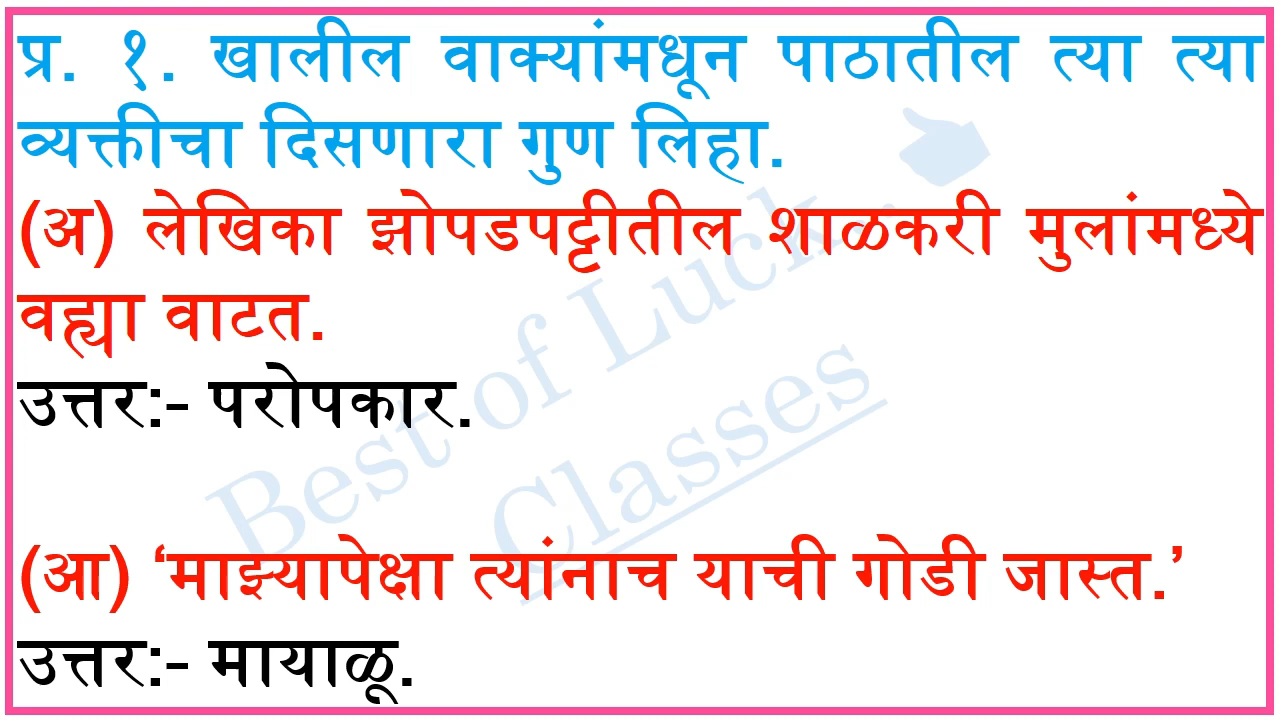 प्र. १. खालील वाक्यांमधून पाठातील त्या त्या
व्यक्तीचा दिसणारा गुण लिहा.
(अ) लेखिका झोपडपट्टीतील शाळकरी मुलांमध्ये
वह्या वाटत.
उत्तर:- परोपकार.
(आ) ‘माझ्यापेक्षा त्यांनाच याची गोडी जास्त.’
उत्तर:- मायाळू.
Best of Luck
Classes